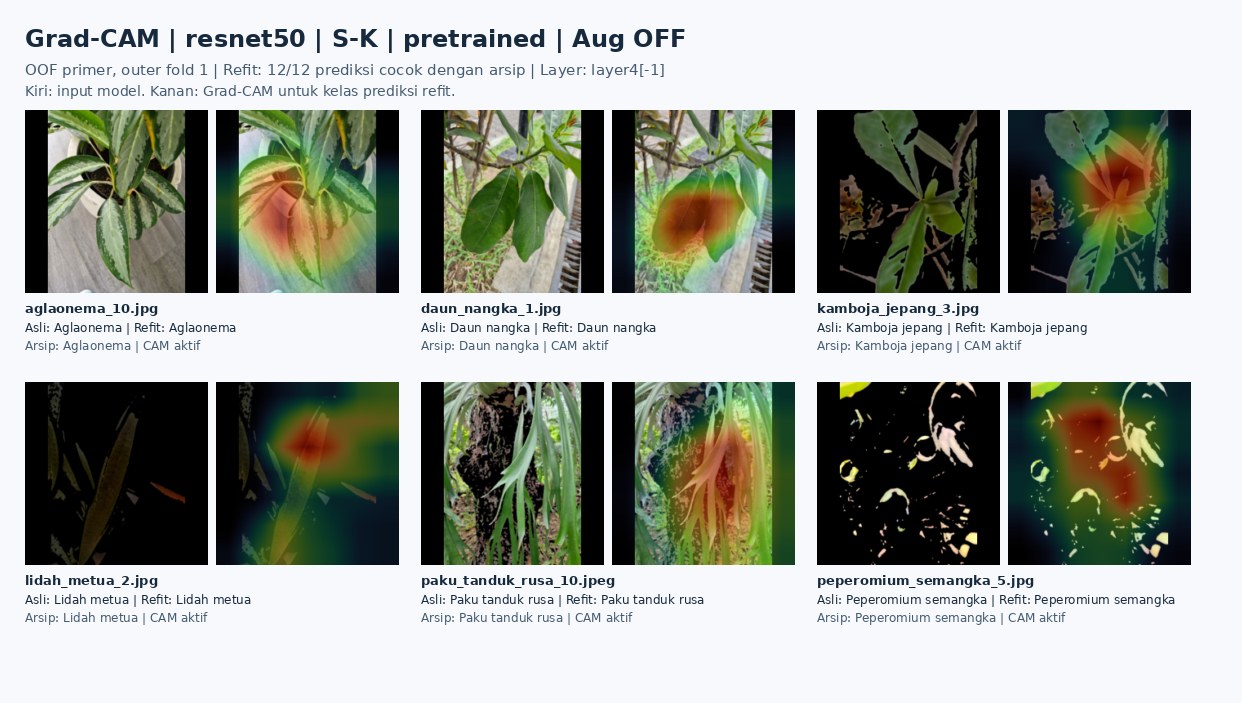 Grad-CAM | resnet50 | S-K | pretrained | Aug OFF
OOF primer, outer fold 1 | Refit: 12/12 prediksi cocok dengan arsip | Layer: layer4[-1]
Kiri: input model. Kanan: Grad-CAM untuk kelas prediksi refit.
aglaonema_10.jpg
Asli: Aglaonema | Refit: Aglaonema
Arsip: Aglaonema | CAM aktif
daun_nangka_1.jpg
Asli: Daun nangka | Refit: Daun nangka
Arsip: Daun nangka | CAM aktif
kamboja_jepang_3.jpg
Asli: Kamboja jepang | Refit: Kamboja jepang
Arsip: Kamboja jepang | CAM aktif
lidah_metua_2.jpg
Asli: Lidah metua | Refit: Lidah metua
Arsip: Lidah metua | CAM aktif
paku_tanduk_rusa_10.jpeg
Asli: Paku tanduk rusa | Refit: Paku tanduk rusa
Arsip: Paku tanduk rusa | CAM aktif
peperomium_semangka_5.jpg
Asli: Peperomium semangka | Refit: Peperomium semangka
Arsip: Peperomium semangka | CAM aktif